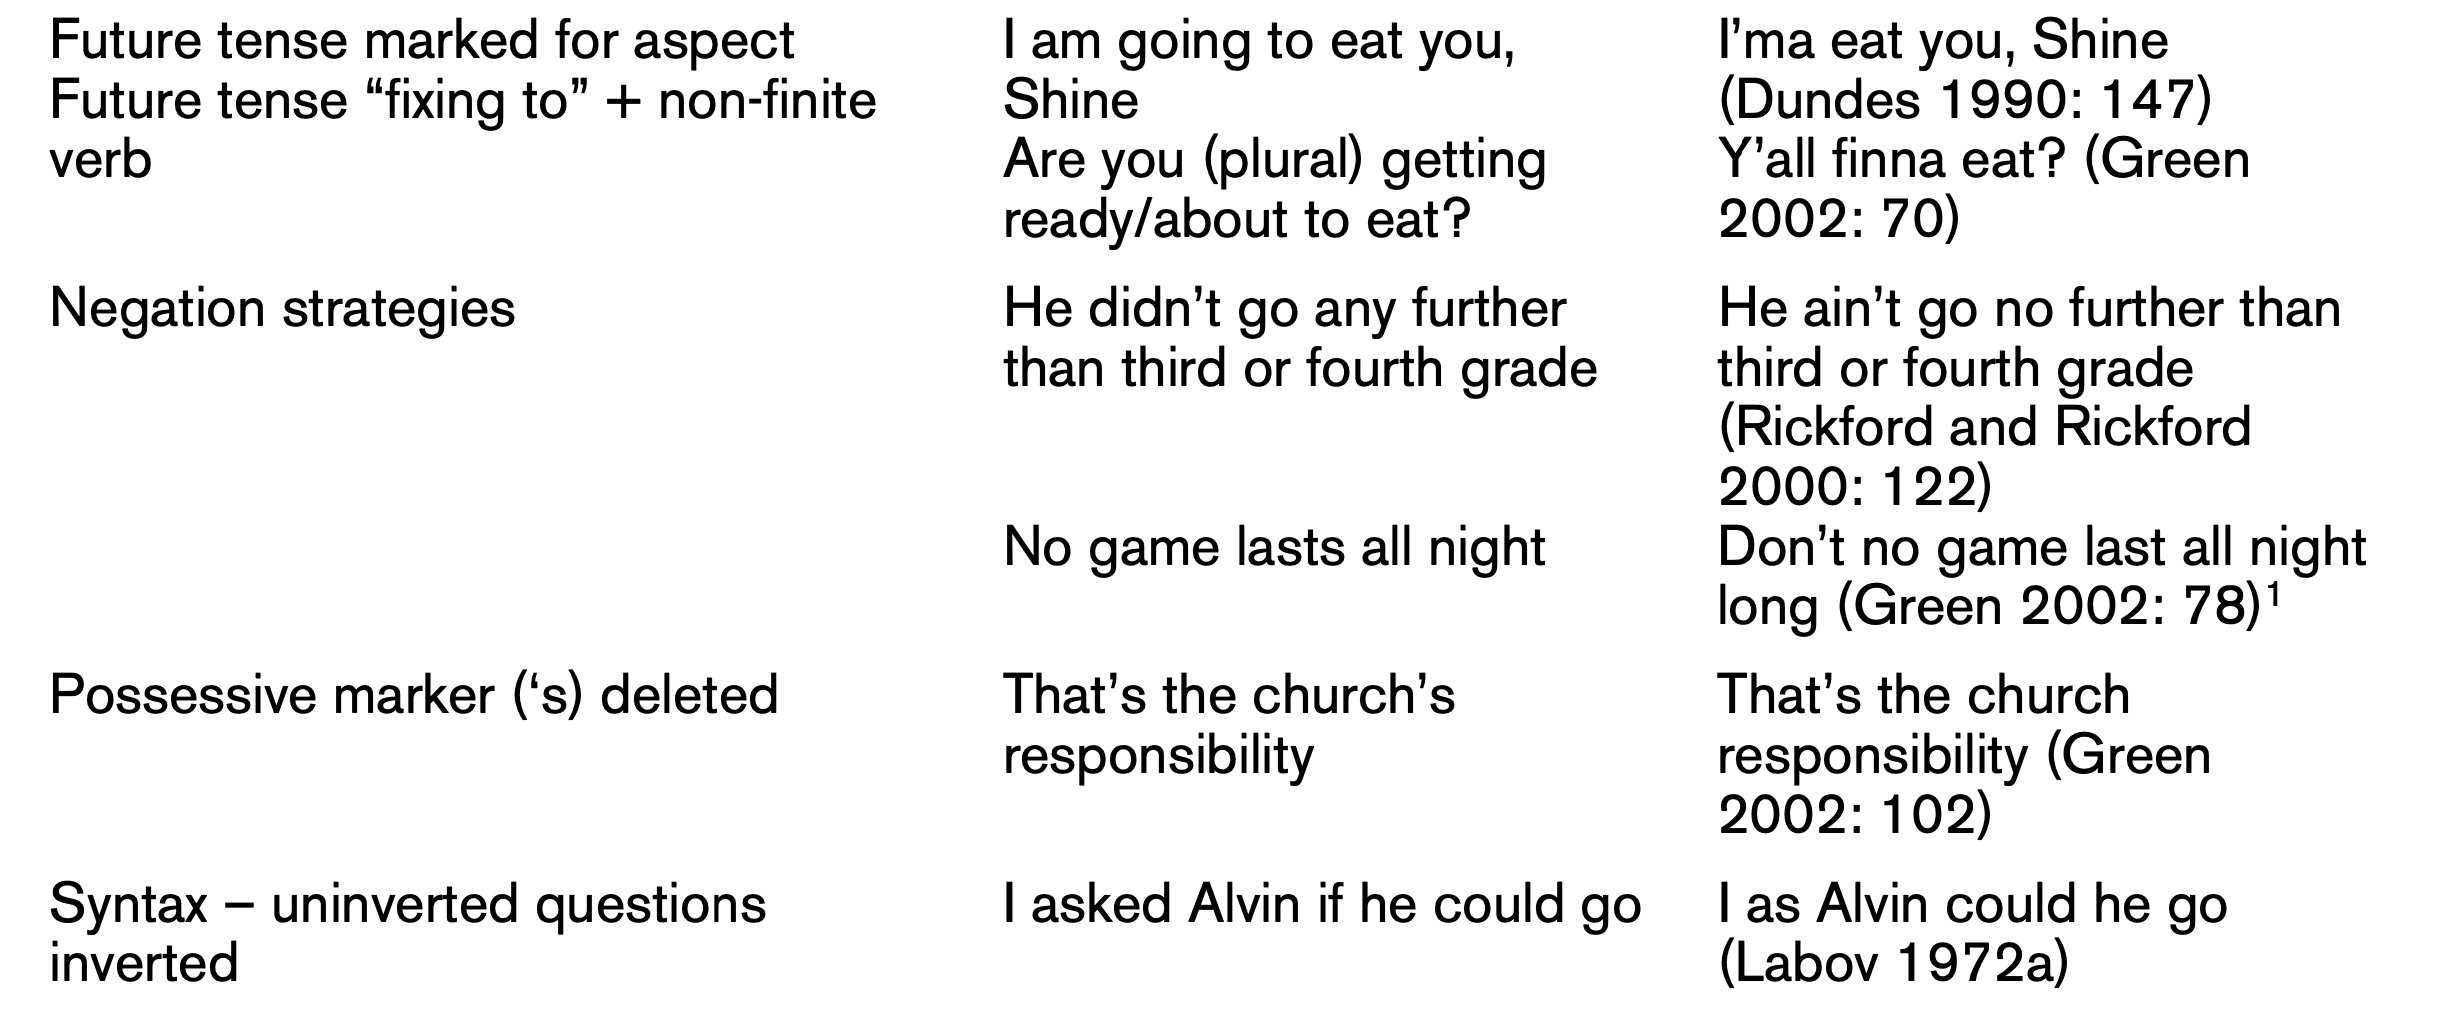 Future tense marked for aspect
Future tense “fixing to” + non-finite
verb
I am going to eat you,
Shine
Are you (plural) getting
ready/about to eat?
I’ma eat you, Shine
(Dundes 1990: 147)
Y’all finna eat? (Green
2002: 70)
Negation strategies
He didn’t go any further
than third or fourth grade
He ain’t go no further than
third or fourth grade
(Rickford and Rickford
2000: 122)
No game lasts all night
Don’t no game last all night
long (Green 2002: 78)¹
Possessive marker (‘s) deleted
That’s the church’s
responsibility
That’s the church
responsibility (Green
2002: 102)
Syntax – uninverted questions
inverted
I asked Alvin if he could go
I as Alvin could he go
(Labov 1972a)